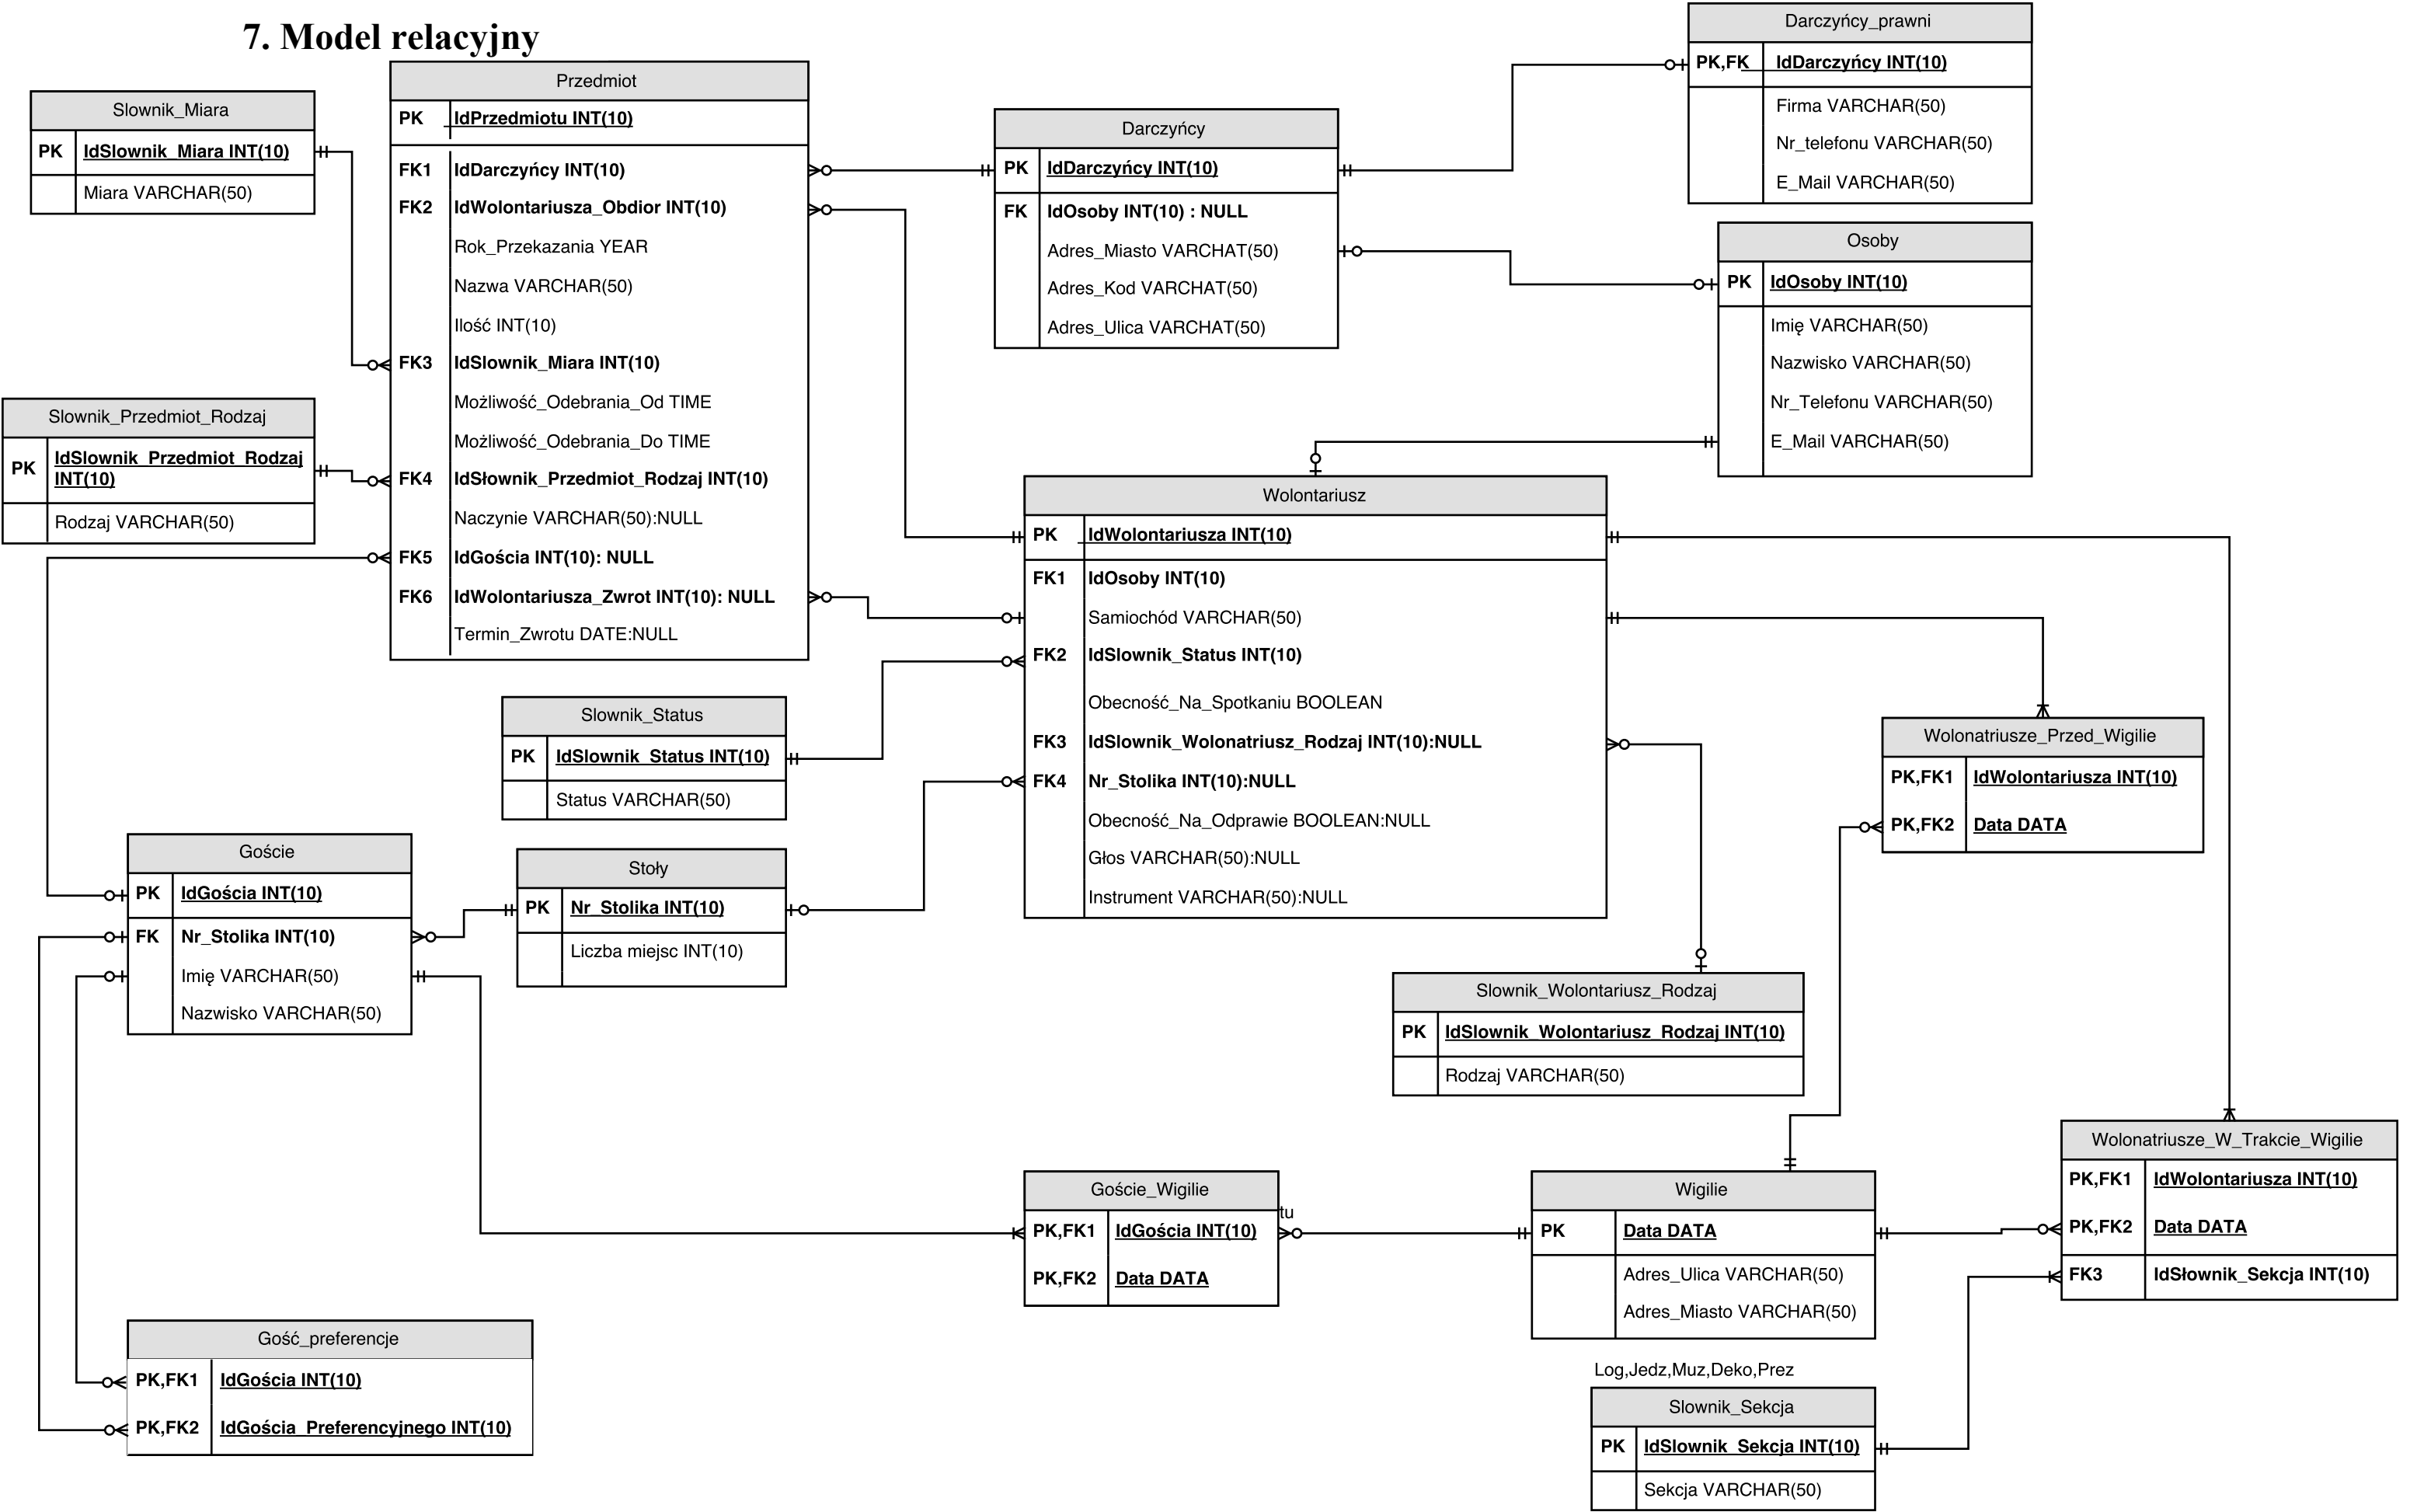 7. Model relacyjny
Slownik_Miara
PK IdSlownik_Miara INT(10)
Miara VARCHAR(50)
Slownik_Przedmiot_Rodzaj
PK IdSlownik_Przedmiot_Rodzaj
INT(10)
Rodzaj VARCHAR(50)
Przedmiot
PK IdPrzedmiotu INT(10)
FK1 IdDarczyńcy INT(10)
FK2 IdWolontariusza_Obdior INT(10)
Rok_Przekazania YEAR
Nazwa VARCHAR(50)
Ilość INT(10)
FK3 IdSlownik_Miara INT(10)
Możliwość_Odebrania_Od TIME
Możliwość_Odebrania_Do TIME
FK4 IdSłownik_Przedmiot_Rodzaj INT(10)
Naczynie VARCHAR(50):NULL
FK5 IdGościa INT(10): NULL
FK6 IdWolontariusza_Zwrot INT(10): NULL
Termin_Zwrotu DATE:NULL
Darczyńcy
PK IdDarczyńcy INT(10)
FK IdOsoby INT(10) : NULL
Adres_Miasto VARCHAT(50)
Adres_Kod VARCHAT(50)
Adres_Ulica VARCHAT(50)
Darczyńcy_prawni
PK,FK IdDarczyńcy INT(10)
Firma VARCHAR(50)
Nr_telefonu VARCHAR(50)
E_Mail VARCHAR(50)
Osoby
PK IdOsoby INT(10)
Imię VARCHAR(50)
Nazwisko VARCHAR(50)
Nr_Telefonu VARCHAR(50)
E_Mail VARCHAR(50)
Wolontariusz
PK IdWolontariusza INT(10)
FK1 IdOsoby INT(10)
Samiochód VARCHAR(50)
FK2 IdSlownik_Status INT(10)
Obecność_Na_Spotkaniu BOOLEAN
FK3 IdSlownik_Wolonatriusz_Rodzaj INT(10):NULL
FK4 Nr_Stolika INT(10):NULL
Obecność_Na_Odprawie BOOLEAN:NULL
Głos VARCHAR(50):NULL
Instrument VARCHAR(50):NULL
Slownik_Status
PK IdSlownik_Status INT(10)
Status VARCHAR(50)
Wolonatriusze_Przed_Wigilie
PK,FK1 IdWolontariusza INT(10)
PK,FK2 Data DATA
Goście
PK IdGościa INT(10)
FK Nr_Stolika INT(10)
Imię VARCHAR(50)
Nazwisko VARCHAR(50)
Stoły
PK Nr_Stolika INT(10)
Liczba miejsc INT(10)
Slownik_Wolontariusz_Rodzaj
PK IdSlownik_Wolontariusz_Rodzaj INT(10)
Rodzaj VARCHAR(50)
Goście_Wigilie
tu
PK,FK1 IdGościa INT(10)
PK,FK2 Data DATA
Wigilie
PK Data DATA
Adres_Ulica VARCHAR(50)
Adres_Miasto VARCHAR(50)
Wolonatriusze_W_Trakcie_Wigilie
PK,FK1 IdWolontariusza INT(10)
PK,FK2 Data DATA
FK3 IdSłownik_Sekcja INT(10)
Gość_preferencje
PK,FK1 IdGościa INT(10)
PK,FK2 IdGościa_Preferencyjnego INT(10)
Log,Jedz,Muz,Deko,Prez
Slownik_Sekcja
PK IdSlownik_Sekcja INT(10)
Sekcja VARCHAR(50)